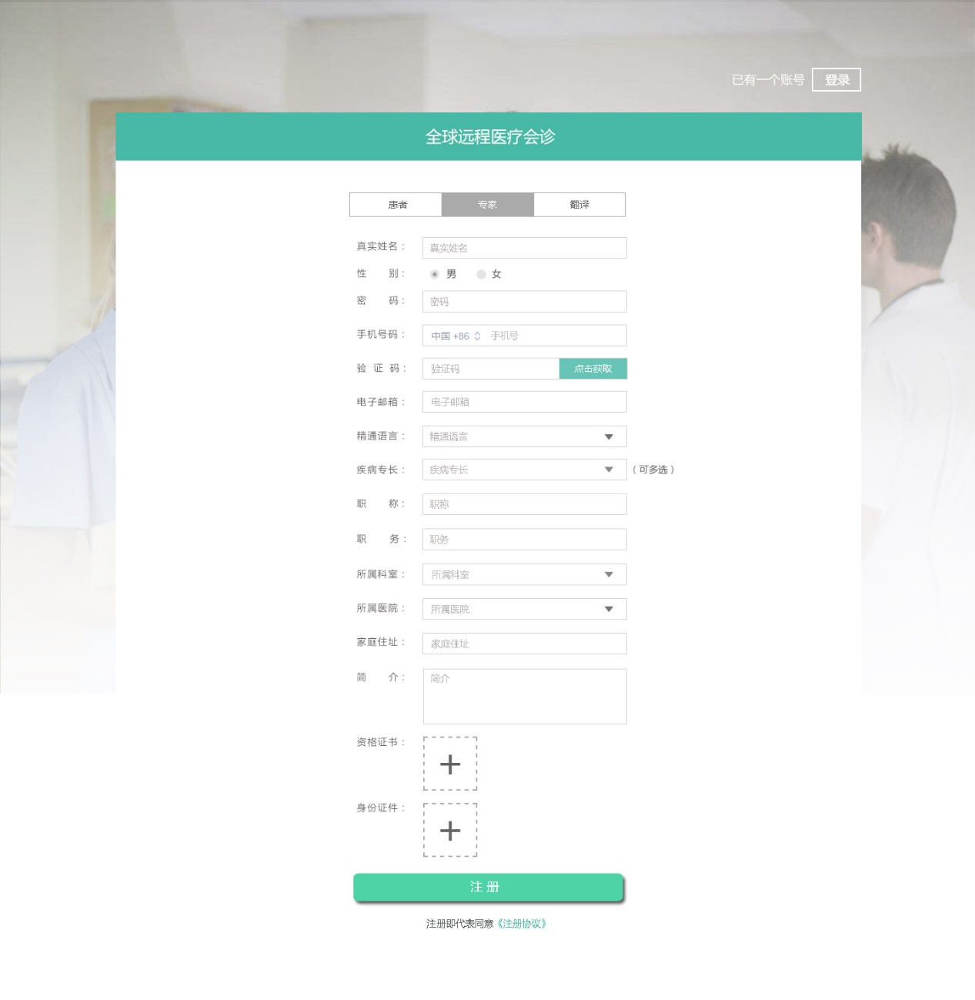 已有一个账号 登录
全球远程医疗会诊
患者 专家 翻译
真实姓名： 真实姓名
性 别： 男 女
密 码： 密码
手机号码： 中国 +86 手机号
验 证 码： 验证码 点击获取
电子邮箱： 电子邮箱
精通语言： 精通语言
疾病专长： 疾病专长 （可多选）
职 称： 职称
职 务： 职务
所属科室： 所属科室
所属医院： 所属医院
家庭住址： 家庭住址
简 介： 简介
资格证书：
身份证件：
注 册
注册即代表同意《注册协议》